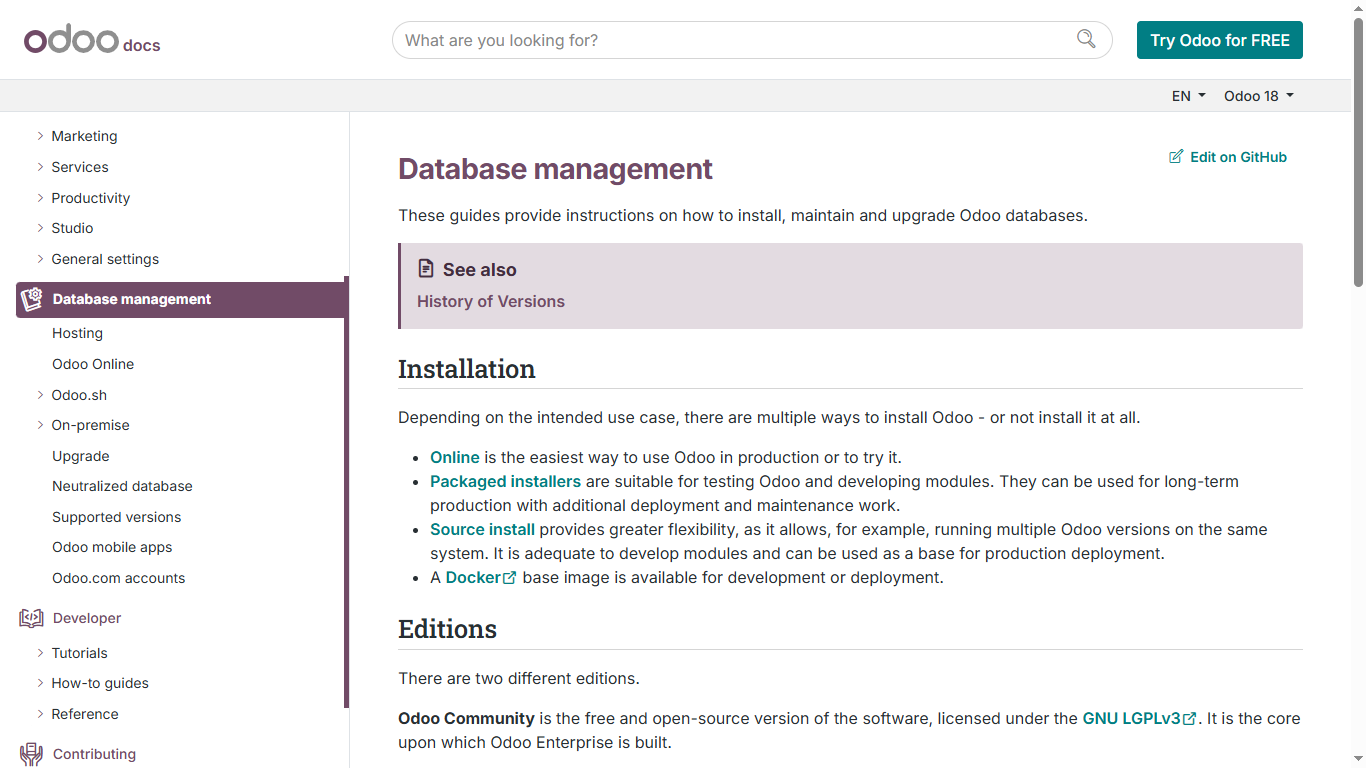 odoo docs
What are you looking for?
Try Odoo for FREE
EN
Odoo 18
Marketing
Services
Productivity
Studio
General settings
Database management
Hosting
Odoo Online
Odoo.sh
On-premise
Upgrade
Neutralized database
Supported versions
Odoo mobile apps
Odoo.com accounts
Developer
Tutorials
How-to guides
Reference
Contributing
Database management
Edit on GitHub
These guides provide instructions on how to install, maintain and upgrade Odoo databases.
See also
History of Versions
Installation
Depending on the intended use case, there are multiple ways to install Odoo - or not install it at all.
• Online is the easiest way to use Odoo in production or to try it.
• Packaged installers are suitable for testing Odoo and developing modules. They can be used for long-term
production with additional deployment and maintenance work.
• Source install provides greater flexibility, as it allows, for example, running multiple Odoo versions on the same
system. It is adequate to develop modules and can be used as a base for production deployment.
• A Docker base image is available for development or deployment.
Editions
There are two different editions.
Odoo Community is the free and open-source version of the software, licensed under the GNU LGPLv3. It is the core
upon which Odoo Enterprise is built.